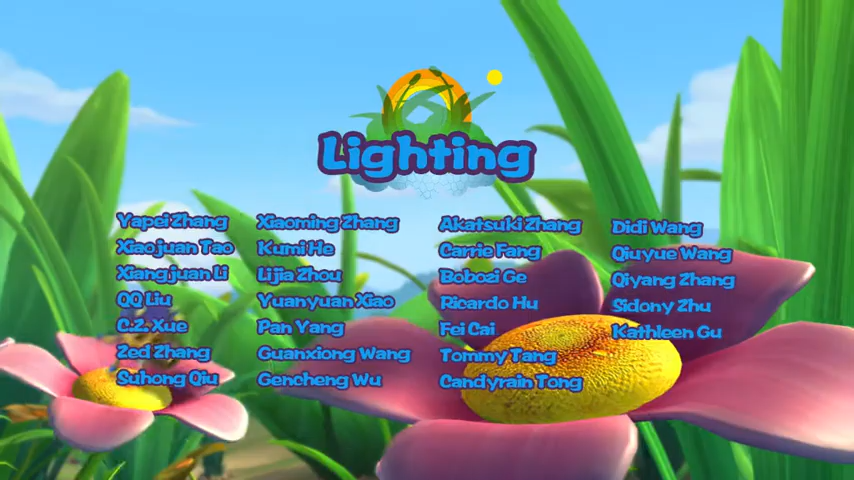 Lighting
Yapei Zhang
Xiaojuan Tao
Xiangjuan Li
QQ Liu
C.Z. Xue
Zed Zhang
Suhong Qiu
Xiaoming Zhang
Kumi He
Lijia Zhou
Yuanyuan Xiao
Pan Yang
Guanxiong Wang
Gencheng Wu
Akatsuki Zhang
Carrie Fang
Bobozi Ge
Ricardo Hu
Fei Cai
Tommy Tang
Candyrain Tong
Didi Wang
Qiuyue Wang
Qiyang Zhang
Sidony Zhu
Kathleen Gu